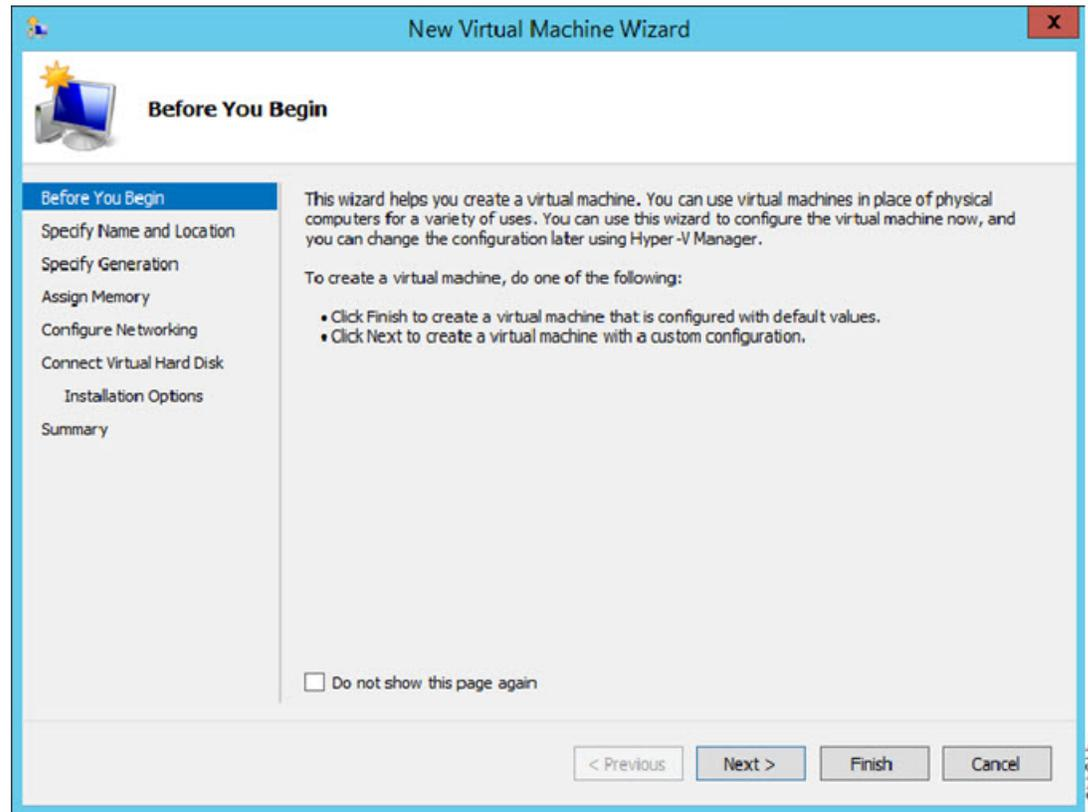 New Virtual Machine Wizard
x
Before You Begin
Before You Begin
Specify Name and Location
Specify Generation
Assign Memory
Configure Networking
Connect Virtual Hard Disk
Installation Options
Summary
This wizard helps you create a virtual machine. You can use virtual machines in place of physical
computers for a variety of uses. You can use this wizard to configure the virtual machine now, and
you can change the configuration later using Hyper-V Manager.
To create a virtual machine, do one of the following:
• Click Finish to create a virtual machine that is configured with default values.
• Click Next to create a virtual machine with a custom configuration.
Do not show this page again
< Previous
Next >
Finish
Cancel